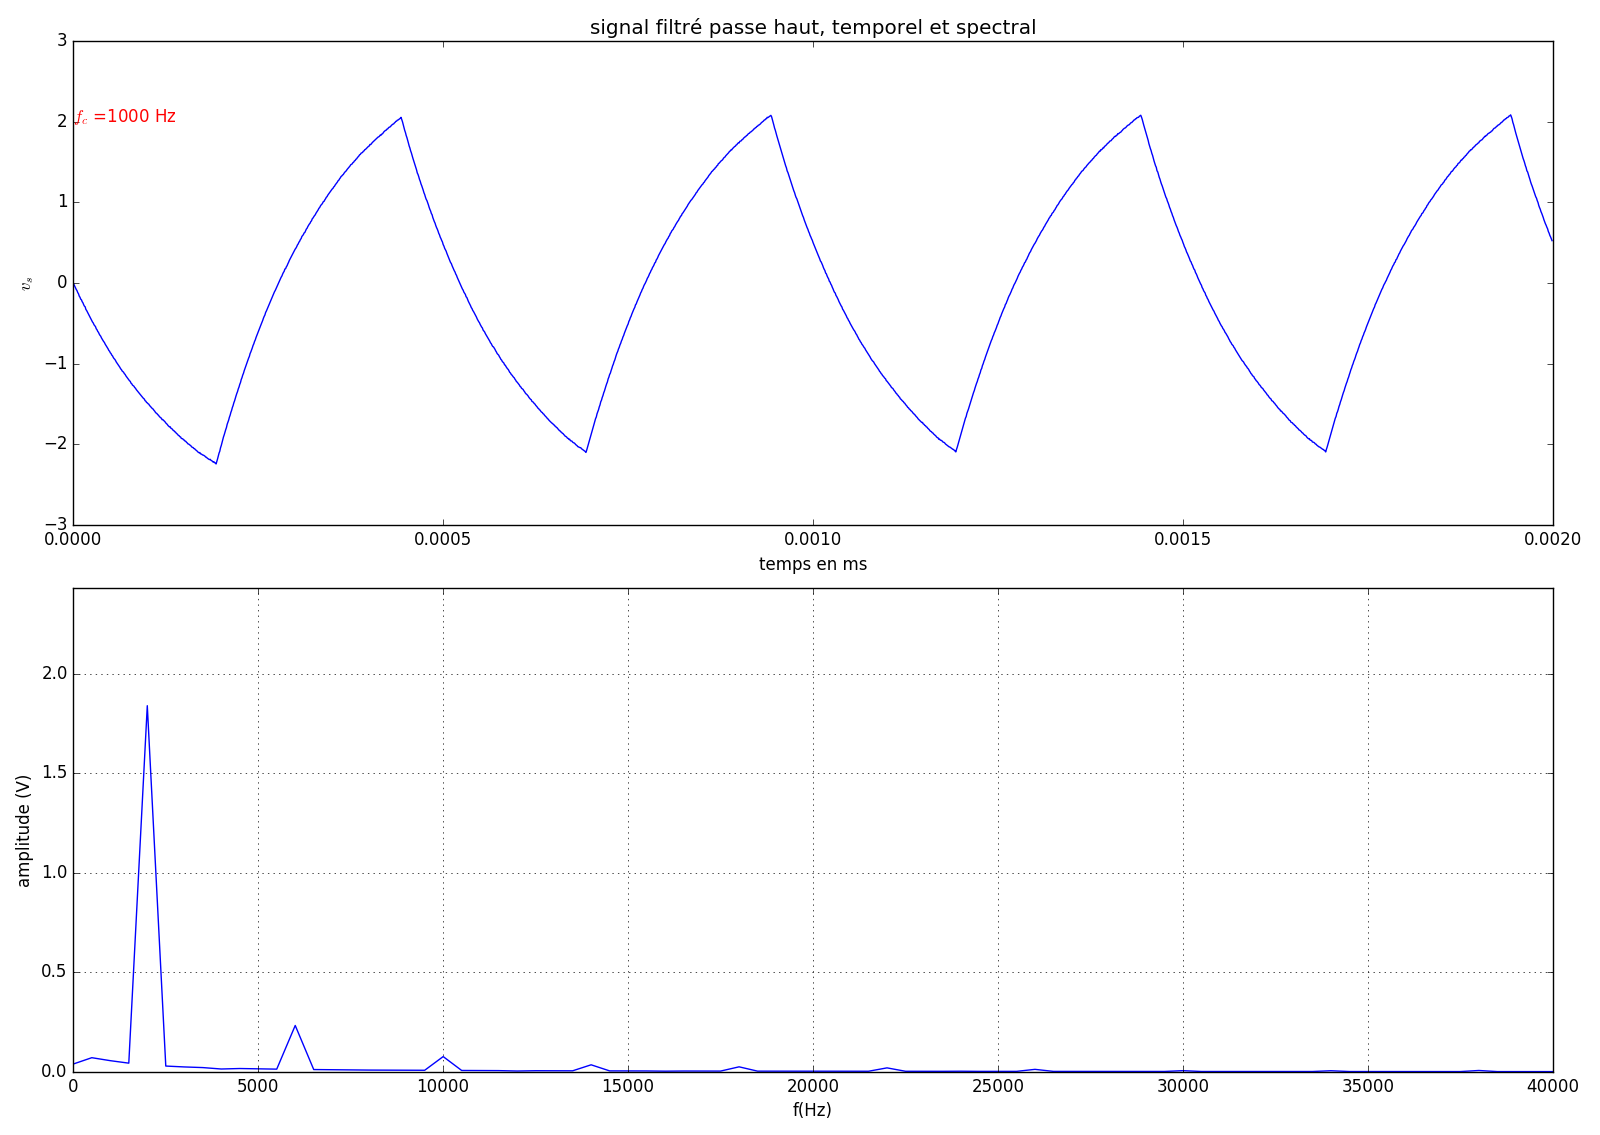 signal filtré passe haut, temporel et spectral
3
2
1
0
−1
−2
−3
f_c =1000 Hz
v_s
0.0000 0.0005 0.0010 0.0015 0.0020
temps en ms
2.0
1.5
1.0
0.5
0.0
amplitude (V)
0 5000 10000 15000 20000 25000 30000 35000 40000
f(Hz)